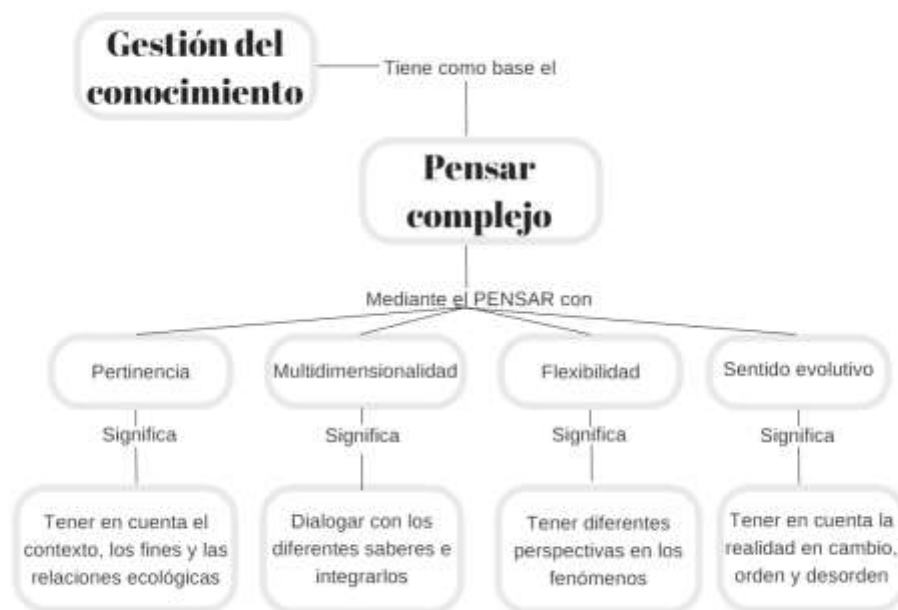 Gestión del
conocimiento
Tiene como base el
Pensar
complejo
Mediante el PENSAR con
Pertinencia
Multidimensionalidad
Flexibilidad
Sentido evolutivo
Significa
Significa
Significa
Significa
Tener en cuenta el
contexto, los fines y las
relaciones ecológicas
Dialogar con los
diferentes saberes e
integrarlos
Tener diferentes
perspectivas en los
fenómenos
Tener en cuenta la
realidad en cambio,
orden y desorden